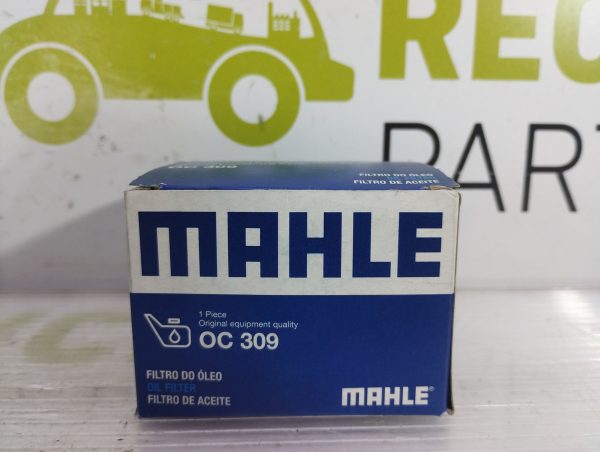 REC
PART
OC 309
FILTRO DO ÓLEO
FILTRO DE ACEITE
MAHLE
1 Piece
Original equipment quality
OC 309
FILTRO DO ÓLEO
OIL FILTER
FILTRO DE ACEITE
MAHLE®